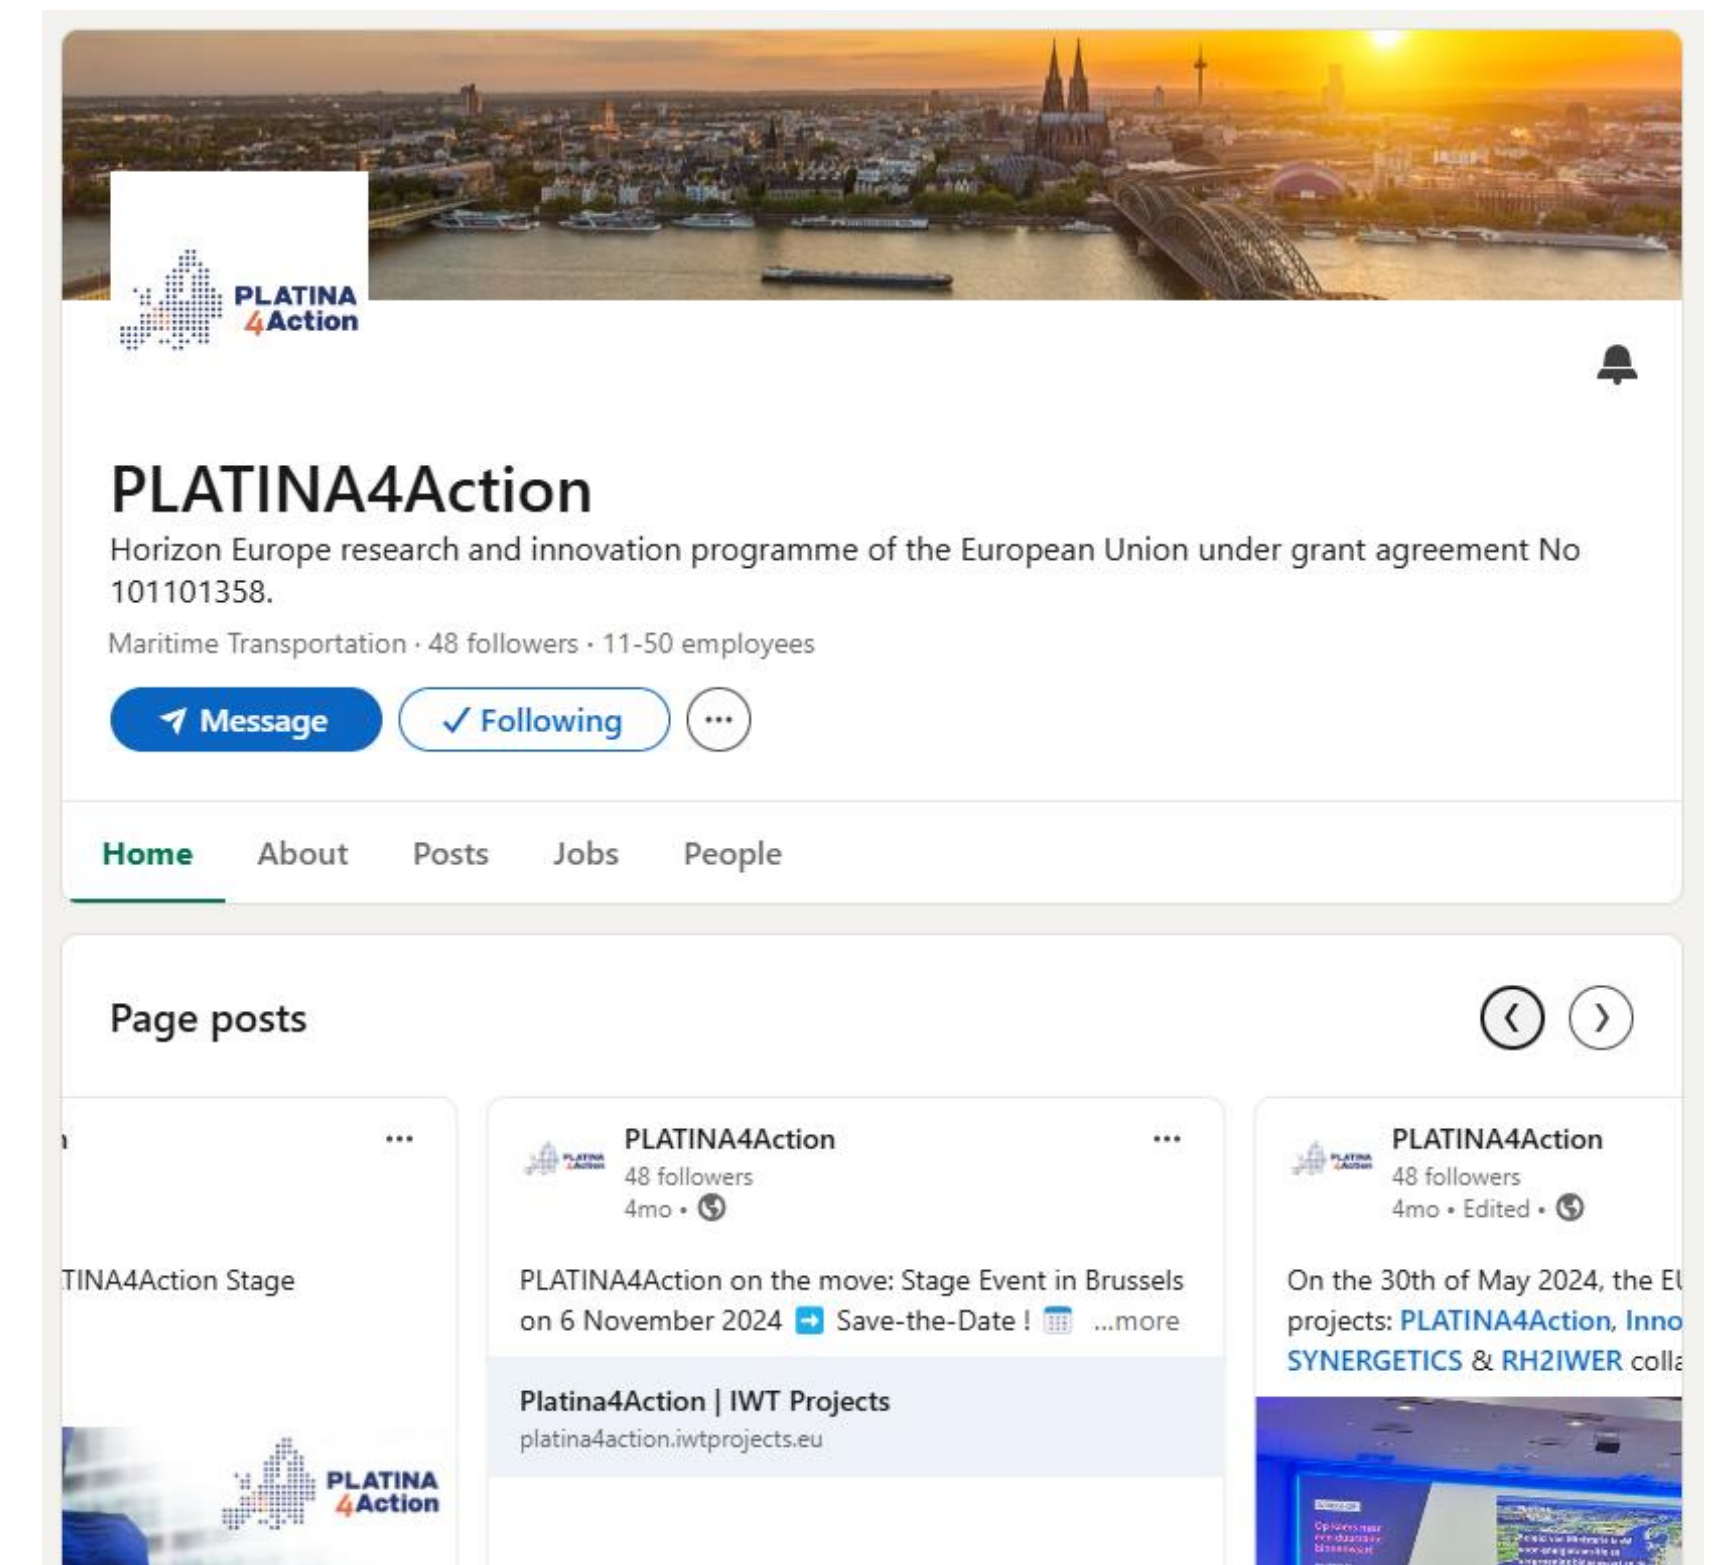 PLATINA
4Action
PLATINA4Action
Horizon Europe research and innovation programme of the European Union under grant agreement No
101101358.
Maritime Transportation · 48 followers · 11-50 employees
Message
Following
Home About Posts Jobs People
Page posts
TINA4Action Stage
PLATINA
4Action
PLATINA4Action
48 followers
4mo •
PLATINA4Action on the move: Stage Event in Brussels
on 6 November 2024 ➡️ Save-the-Date ! 🗓️ ...more
Platina4Action | IWT Projects
platina4action.iwtprojects.eu
PLATINA4Action
48 followers
4mo • Edited •
On the 30th of May 2024, the
projects: PLATINA4Action, Inno
SYNERGETICS & RH2IWER colla